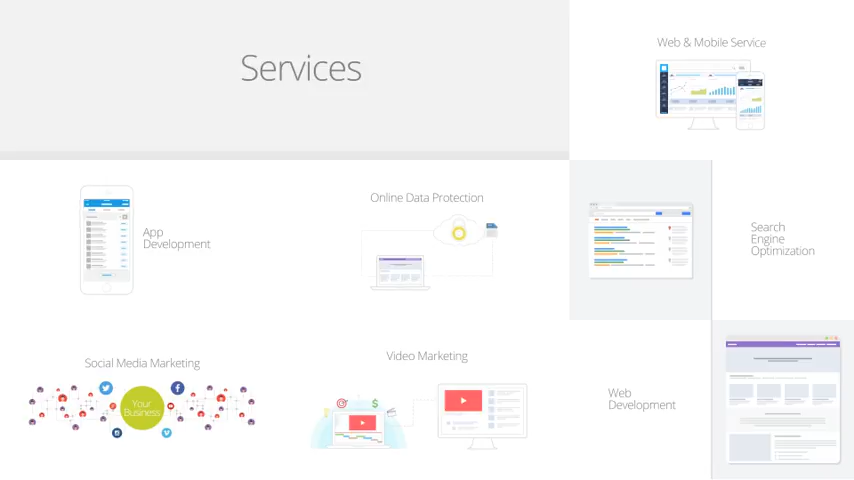 Services
Web & Mobile Service
App
Development
Online Data Protection
Search
Engine
Optimization
Social Media Marketing
Your
Business
Video Marketing
Web
Development